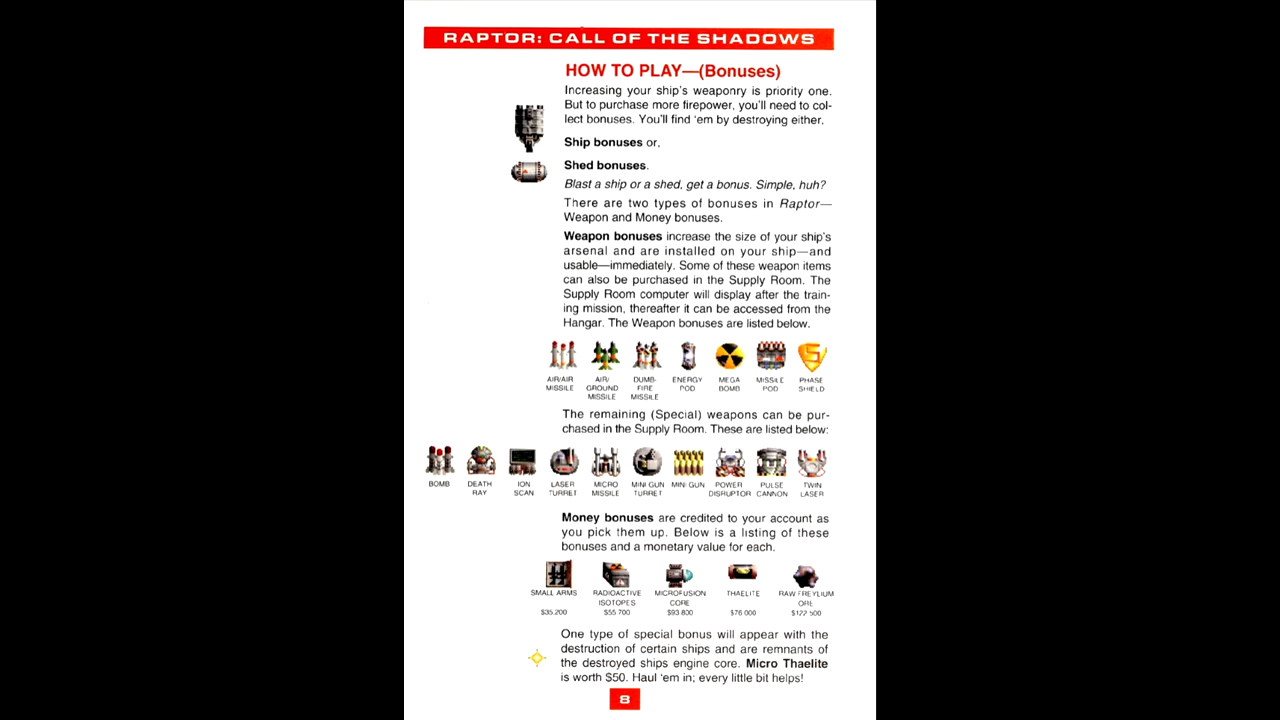 RAPTOR: CALL OF THE SHADOWS
HOW TO PLAY—(Bonuses)
Increasing your ship's weaponry is priority one.
But to purchase more firepower, you'll need to col-
lect bonuses. You'll find 'em by destroying either,
Ship bonuses or,
Shed bonuses.
Blast a ship or a shed, get a bonus. Simple, huh?
There are two types of bonuses in Raptor—
Weapon and Money bonuses.
Weapon bonuses increase the size of your ship's
arsenal and are installed on your ship—and
usable—immediately. Some of these weapon items
can also be purchased in the Supply Room. The
Supply Room computer will display after the train-
ing mission, thereafter it can be accessed from the
Hangar. The Weapon bonuses are listed below.
AIR/AIR MISSILE
AIR/ GROUND MISSILE
DUMB-FIRE MISSILE
ENERGY POD
MEGA BOMB
MISSILE POD
PHASE SHIELD
The remaining (Special) weapons can be pur-
chased in the Supply Room. These are listed below:
BOMB
DEATH RAY
ION SCAN
LASER TURRET
MICRO MISSILE
MINI GUN TURRET
MINI GUN
POWER DISRUPTOR
PULSE CANNON
TWIN LASER
Money bonuses are credited to your account as
you pick them up. Below is a listing of these
bonuses and a monetary value for each.
SMALL ARMS
$35,200
RADIOACTIVE ISOTOPES
$55,700
MICROFUSION CORE
$93,800
THAELITE
$76,000
RAW FREYLIUM ORE
$122,500
One type of special bonus will appear with the
destruction of certain ships and are remnants of
the destroyed ships engine core. Micro Thaelite
is worth $50. Haul 'em in; every little bit helps!
8